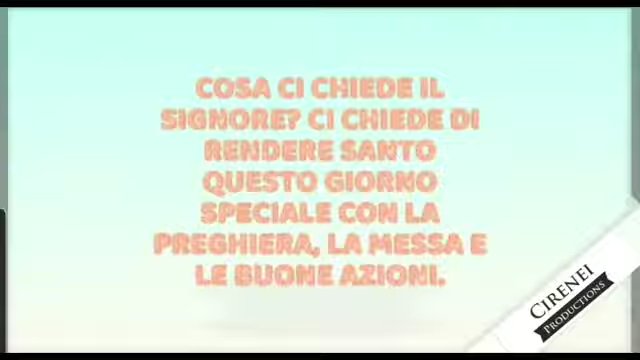 COSA CI CHIEDE IL
SIGNORE? CI CHIEDE DI
RENDERE SANTO
QUESTO GIORNO
SPECIALE CON LA
PREGHIERA, LA MESSA E
LE BUONE AZIONI.
CIRENEI
PRODUCTIONS